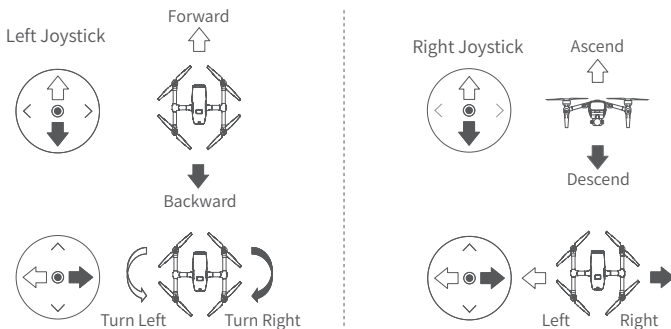 Left Joystick
Forward
Backward
Turn Left
Turn Right
Right Joystick
Ascend
Descend
Left
Right